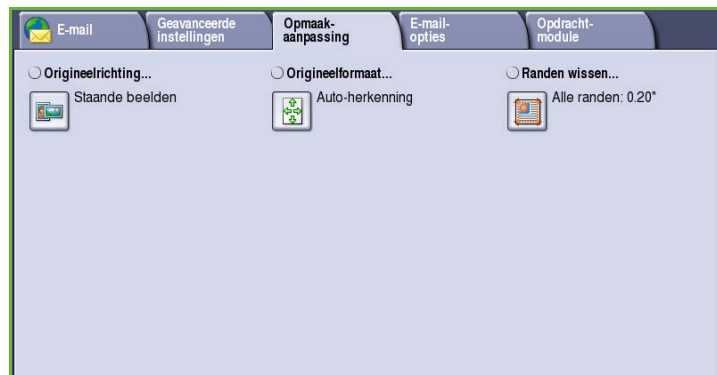 E-mail
Geavanceerde
instellingen
Opmaak-
aanpassing
E-mail-
opties
Opdracht-
module
Origineelrichting...
Staande beelden
Origineelformaat...
Auto-herkenning
Randen wissen...
Alle randen: 0.20"